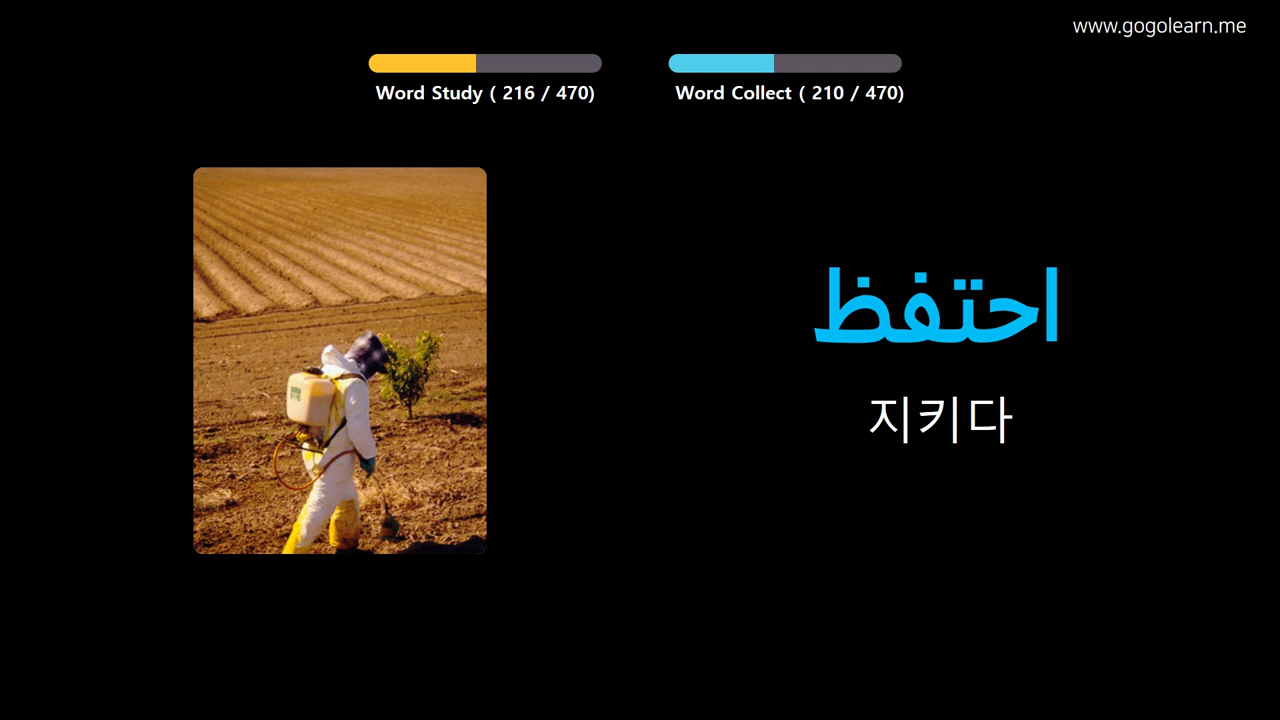 www.gogolearn.me
Word Study ( 216 / 470)
Word Collect ( 210 / 470)
احتفظ
지키다